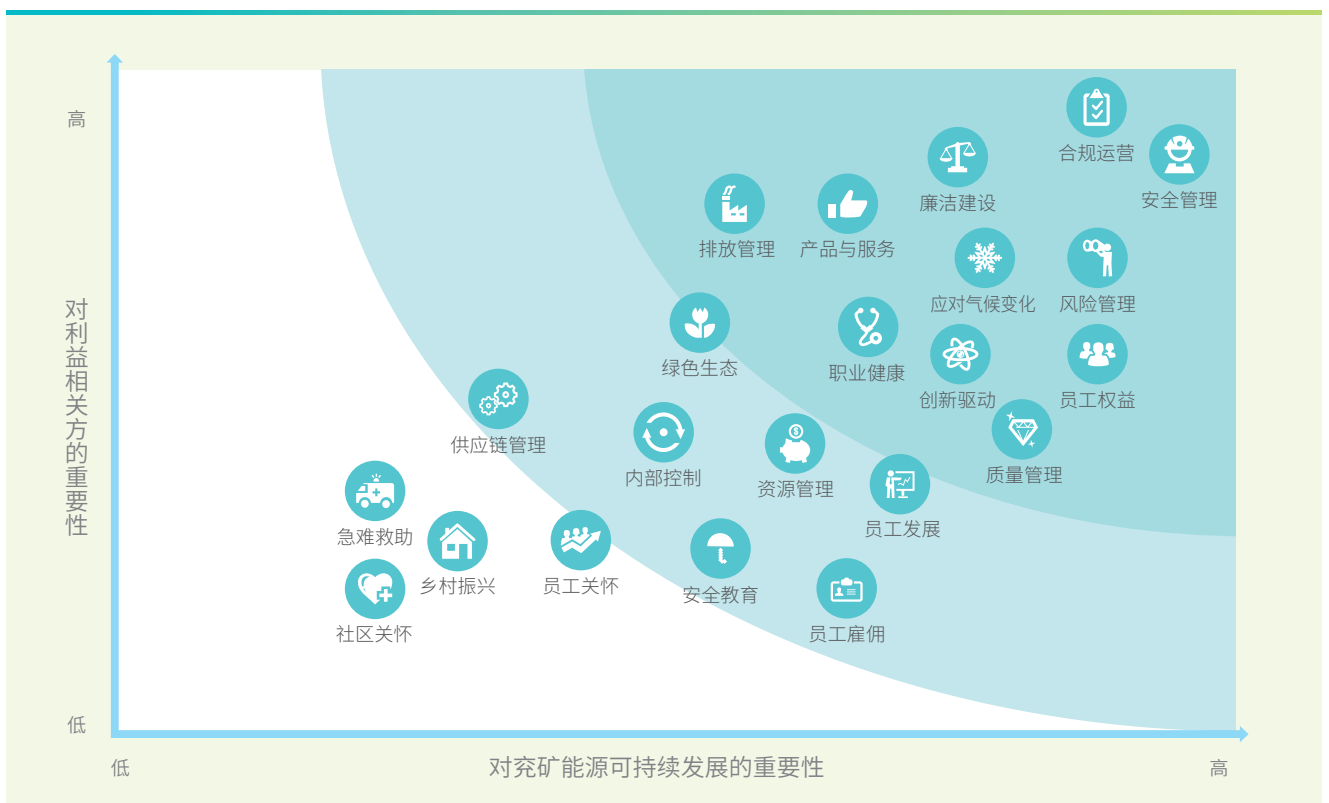 高
对利益相关方的重要性
低
合规运营
安全管理
廉洁建设
排放管理
产品与服务
应对气候变化
风险管理
绿色生态
职业健康
创新驱动
员工权益
供应链管理
内部控制
资源管理
质量管理
急难救助
员工发展
乡村振兴
员工关怀
安全教育
社区关怀
员工雇佣
低
对兖矿能源可持续发展的重要性
高